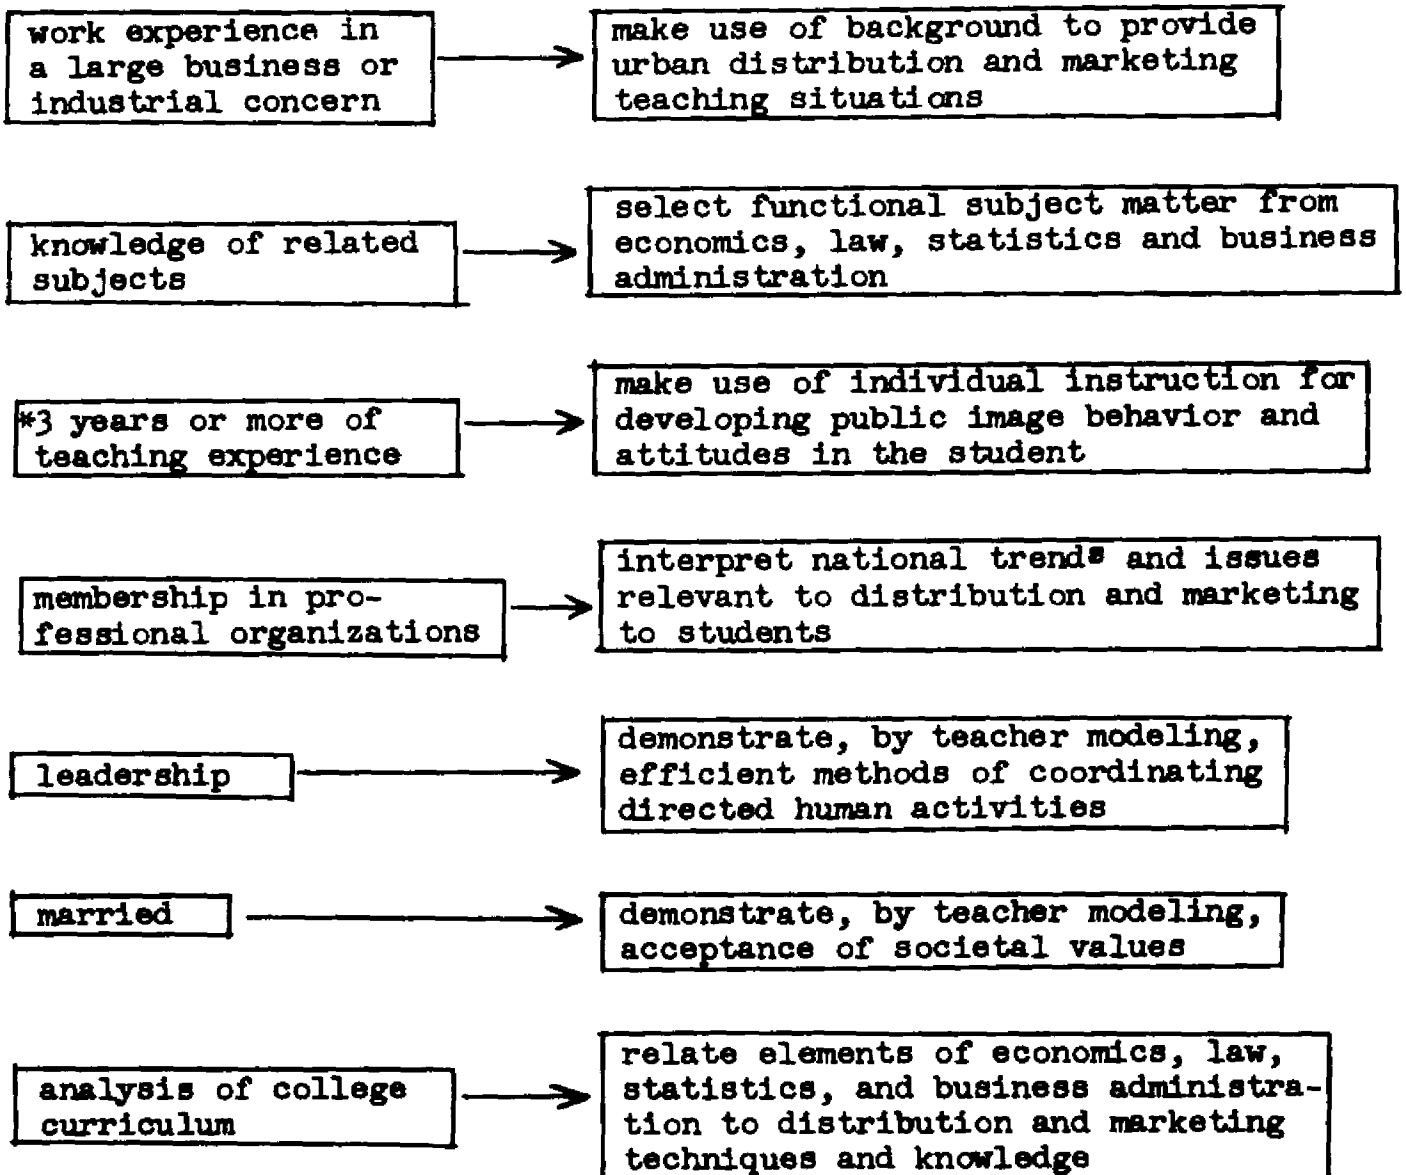 work experience in
a large business or
industrial concern
make use of background to provide
urban distribution and marketing
teaching situations
knowledge of related
subjects
select functional subject matter from
economics, law, statistics and business
administration
*3 years or more of
teaching experience
make use of individual instruction for
developing public image behavior and
attitudes in the student
membership in pro-
fessional organizations
interpret national trends and issues
relevant to distribution and marketing
to students
leadership
demonstrate, by teacher modeling,
efficient methods of coordinating
directed human activities
married
demonstrate, by teacher modeling,
acceptance of societal values
analysis of college
curriculum
relate elements of economics, law,
statistics, and business administra-
tion to distribution and marketing
techniques and knowledge